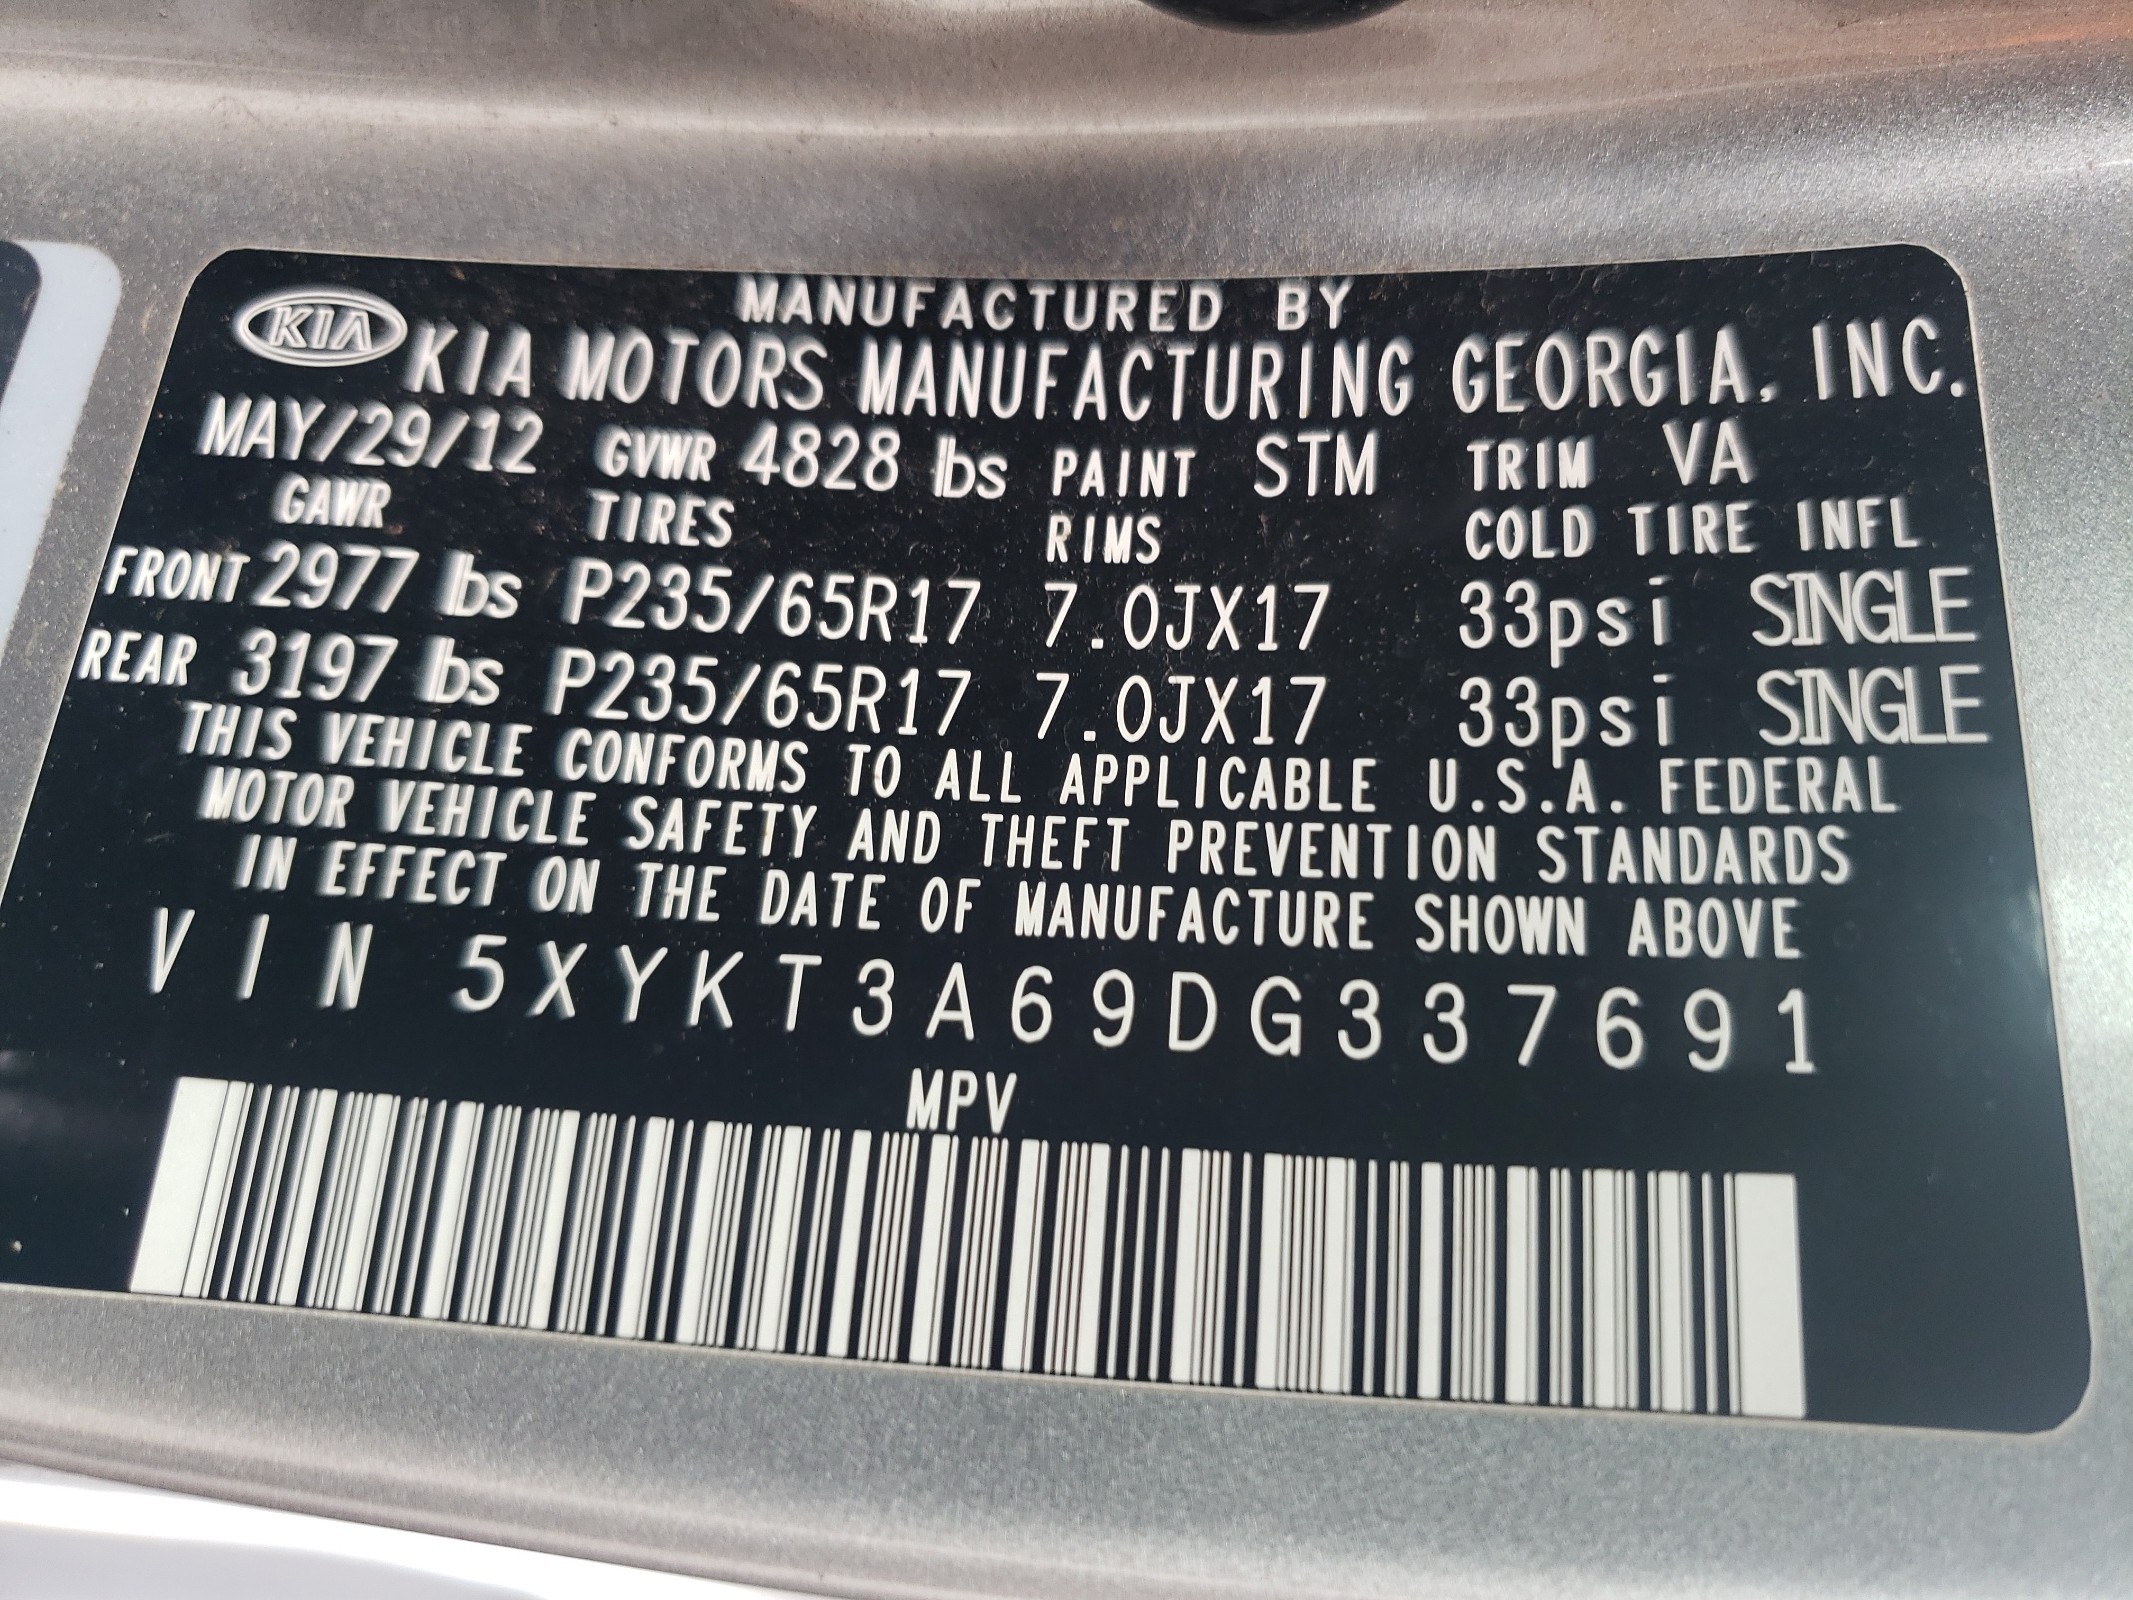 MANUFACTURED BY
KIA KIA MOTORS MANUFACTURING GEORGIA, INC.
MAY/29/12 GVWR 4828 lbs PAINT STM TRIM VA
GAWR TIRES RIMS COLD TIRE INFL
FRONT 2977 lbs P235/65R17 7.0JX17 33psi SINGLE
REAR 3197 lbs P235/65R17 7.0JX17 33psi SINGLE
THIS VEHICLE CONFORMS TO ALL APPLICABLE U.S.A. FEDERAL
MOTOR VEHICLE SAFETY AND THEFT PREVENTION STANDARDS
IN EFFECT ON THE DATE OF MANUFACTURE SHOWN ABOVE
VIN 5XYKT3A69DG337691
MPV